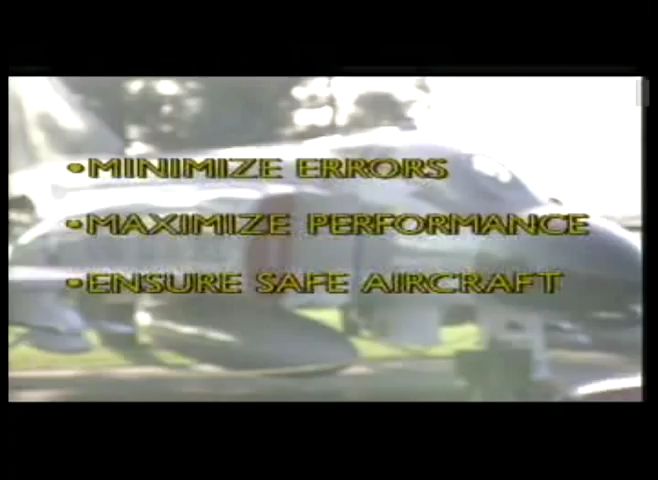 •MINIMIZE ERRORS
•MAXIMIZE PERFORMANCE
•ENSURE SAFE AIRCRAFT